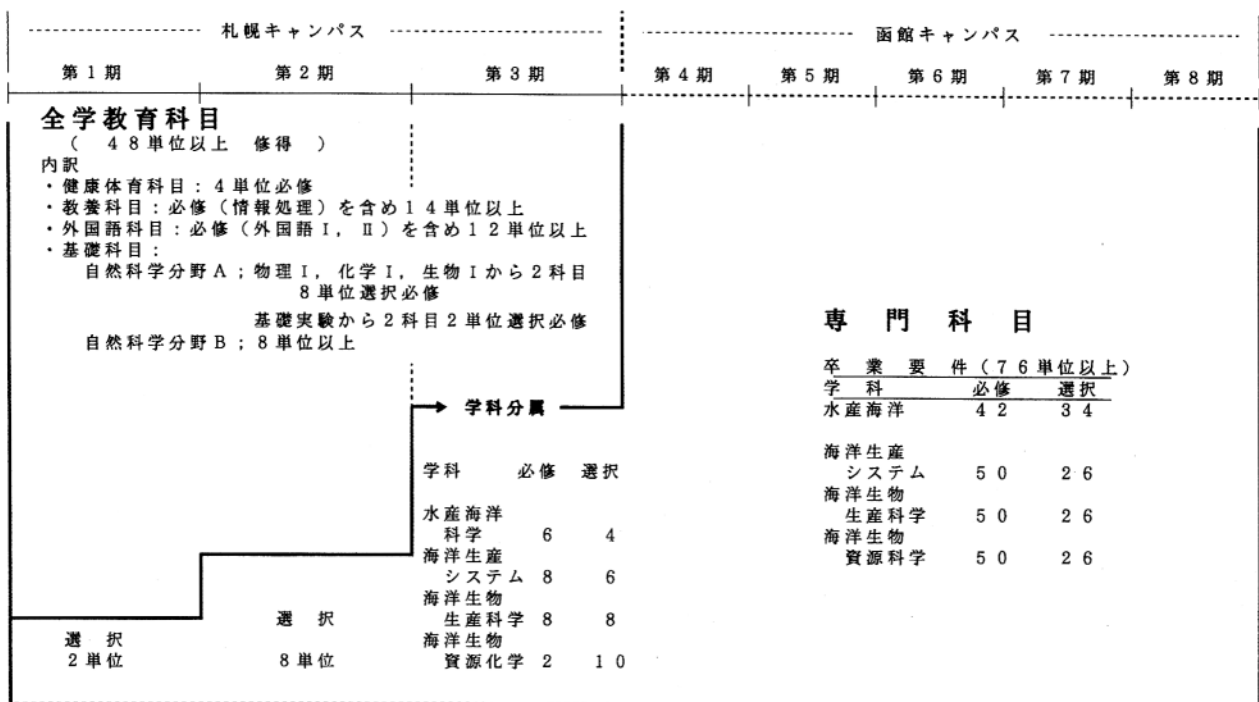 札幌キャンパス
函館キャンパス
第1期 第2期 第3期 第4期 第5期 第6期 第7期 第8期
全学教育科目
( 48単位以上 修得 )
内訳
・健康体育科目:4単位必修
・教養科目:必修(情報処理)を含め14単位以上
・外国語科目:必修(外国語I, II)を含め12単位以上
・基礎科目:
自然科学分野A;物理I, 化学I, 生物Iから2科目
8単位選択必修
基礎実験から2科目2単位選択必修
自然科学分野B;8単位以上
学科分属
学科 必修 選択
水産海洋
科学 6 4
海洋生産
システム 8 6
海洋生物
生産科学 8 8
海洋生物
資源化学 2 10
選択
2単位
選択
8単位
専門科目
卒業要件(76単位以上)
学科 必修 選択
水産海洋 42 34
海洋生産
システム 50 26
海洋生物
生産科学 50 26
海洋生物
資源科学 50 26